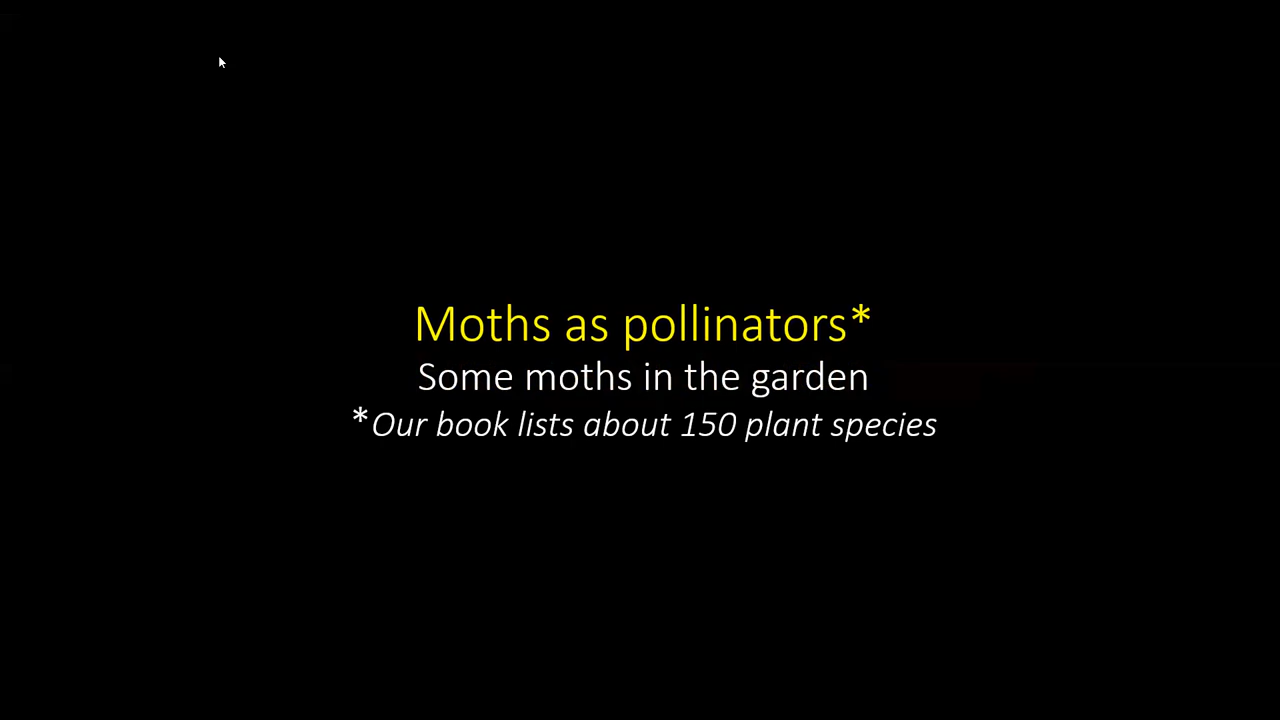 Moths as pollinators*
Some moths in the garden
*Our book lists about 150 plant species